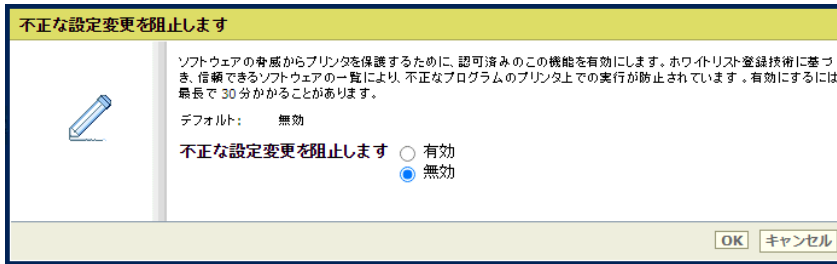 不正な設定変更を阻止します
ソフトウェアの脅威からプリンタを保護するために、認可済みのこの機能を有効にします。ホワイトリスト登録技術に基づ
き、信頼できるソフトウェアの一覧により、不正なプログラムのプリンタ上での実行が防止されています。有効にするには
最長で 30 分かかることがあります。
デフォルト： 無効
不正な設定変更を阻止します 有効
無効
OK キャンセル